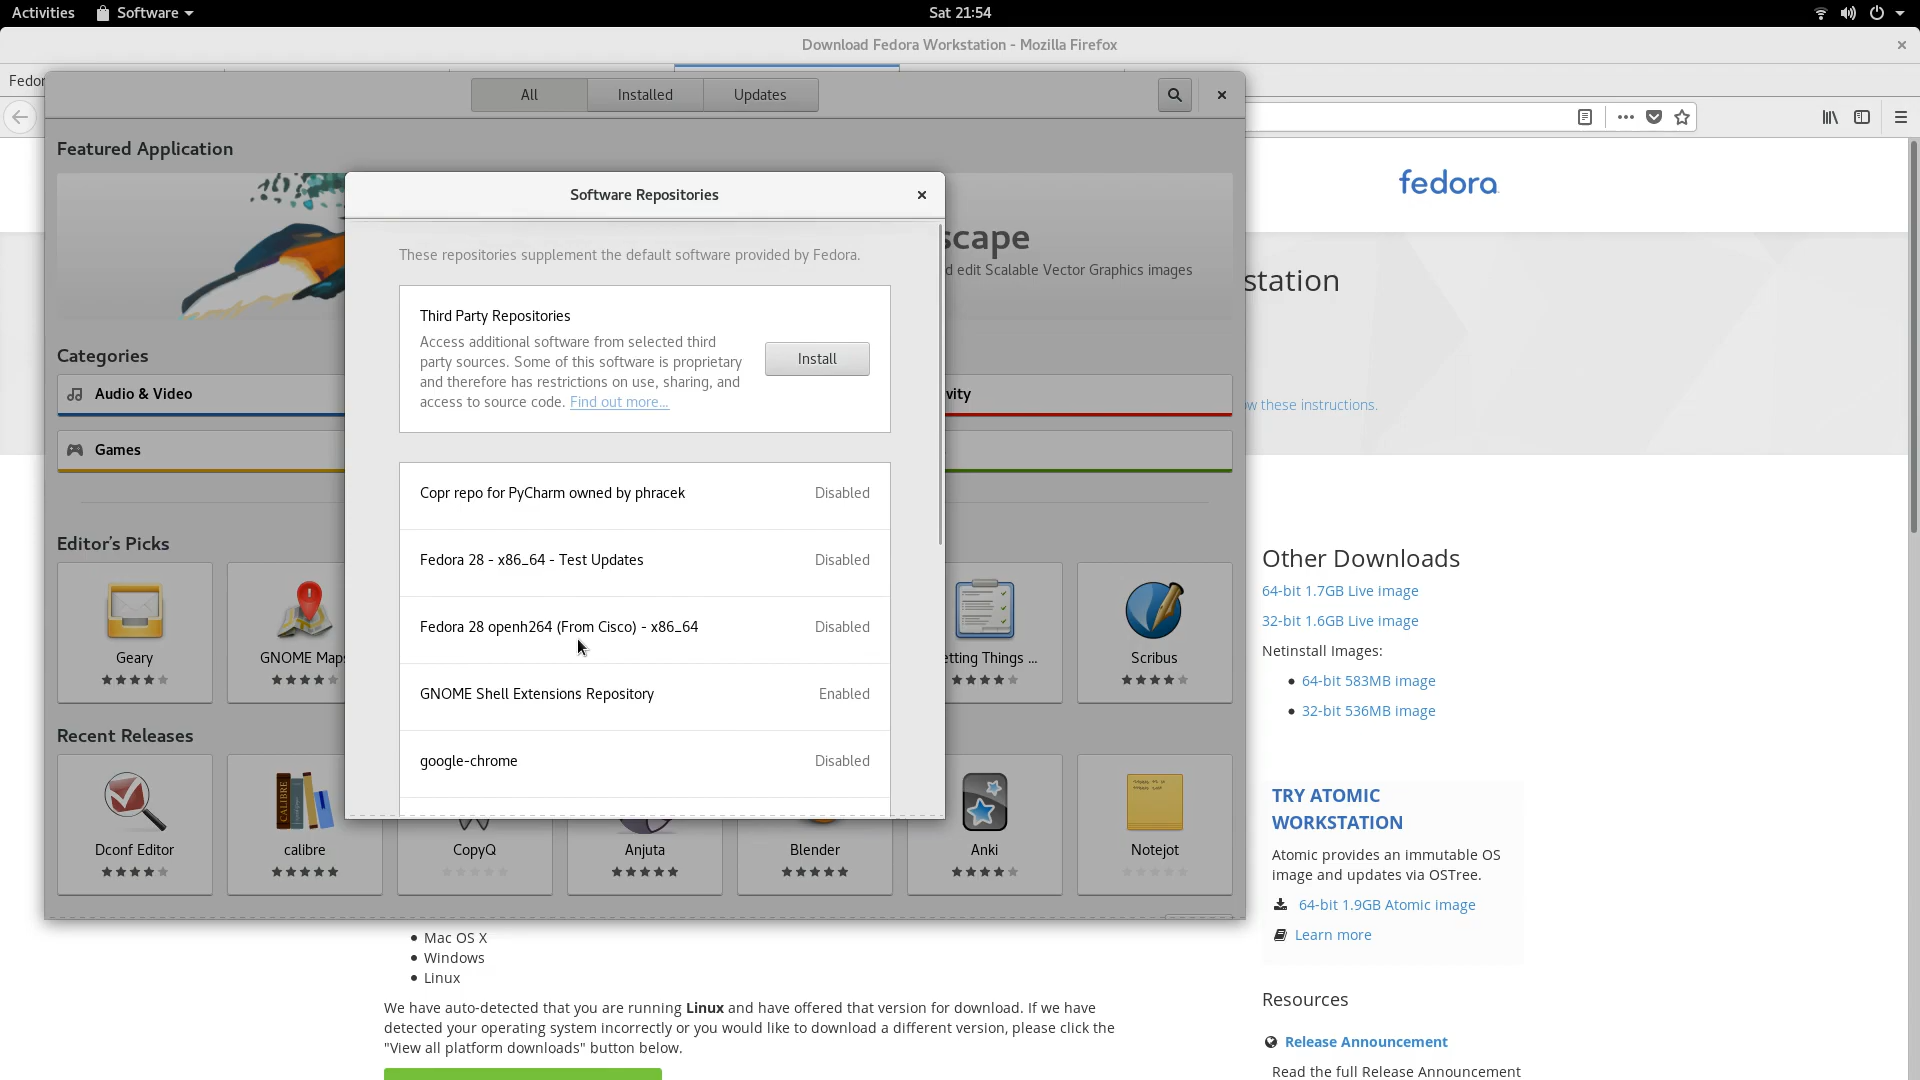 Activities
Software
Sat 21:54
Download Fedora Workstation - Mozilla Firefox
Fedor
All
Installed
Updates
Featured Application
fedora
Software Repositories
scape
d edit Scalable Vector Graphics images
station
These repositories supplement the default software provided by Fedora.
Third Party Repositories
Access additional software from selected third
party sources. Some of this software is proprietary
and therefore has restrictions on use, sharing, and
access to source code. Find out more...
Install
Categories
Audio & Video
vity
w these instructions.
Games
Copr repo for PyCharm owned by phracek
Disabled
Fedora 28 - x86_64 - Test Updates
Disabled
Fedora 28 openh264 (From Cisco) - x86_64
Disabled
GNOME Shell Extensions Repository
Enabled
google-chrome
Disabled
Editor's Picks
Geary
GNOME Maps
etting Things ...
Scribus
Recent Releases
Dconf Editor
calibre
CopyQ
Anjuta
Blender
Anki
Notejot
Other Downloads
64-bit 1.7GB Live image
32-bit 1.6GB Live image
Netinstall Images:
64-bit 583MB image
32-bit 536MB image
TRY ATOMIC
WORKSTATION
Atomic provides an immutable OS
image and updates via OSTree.
64-bit 1.9GB Atomic image
Learn more
Resources
Release Announcement
Read the full Release Announcement
Mac OS X
Windows
Linux
We have auto-detected that you are running Linux and have offered that version for download. If we have
detected your operating system incorrectly or you would like to download a different version, please click the
"View all platform downloads" button below.